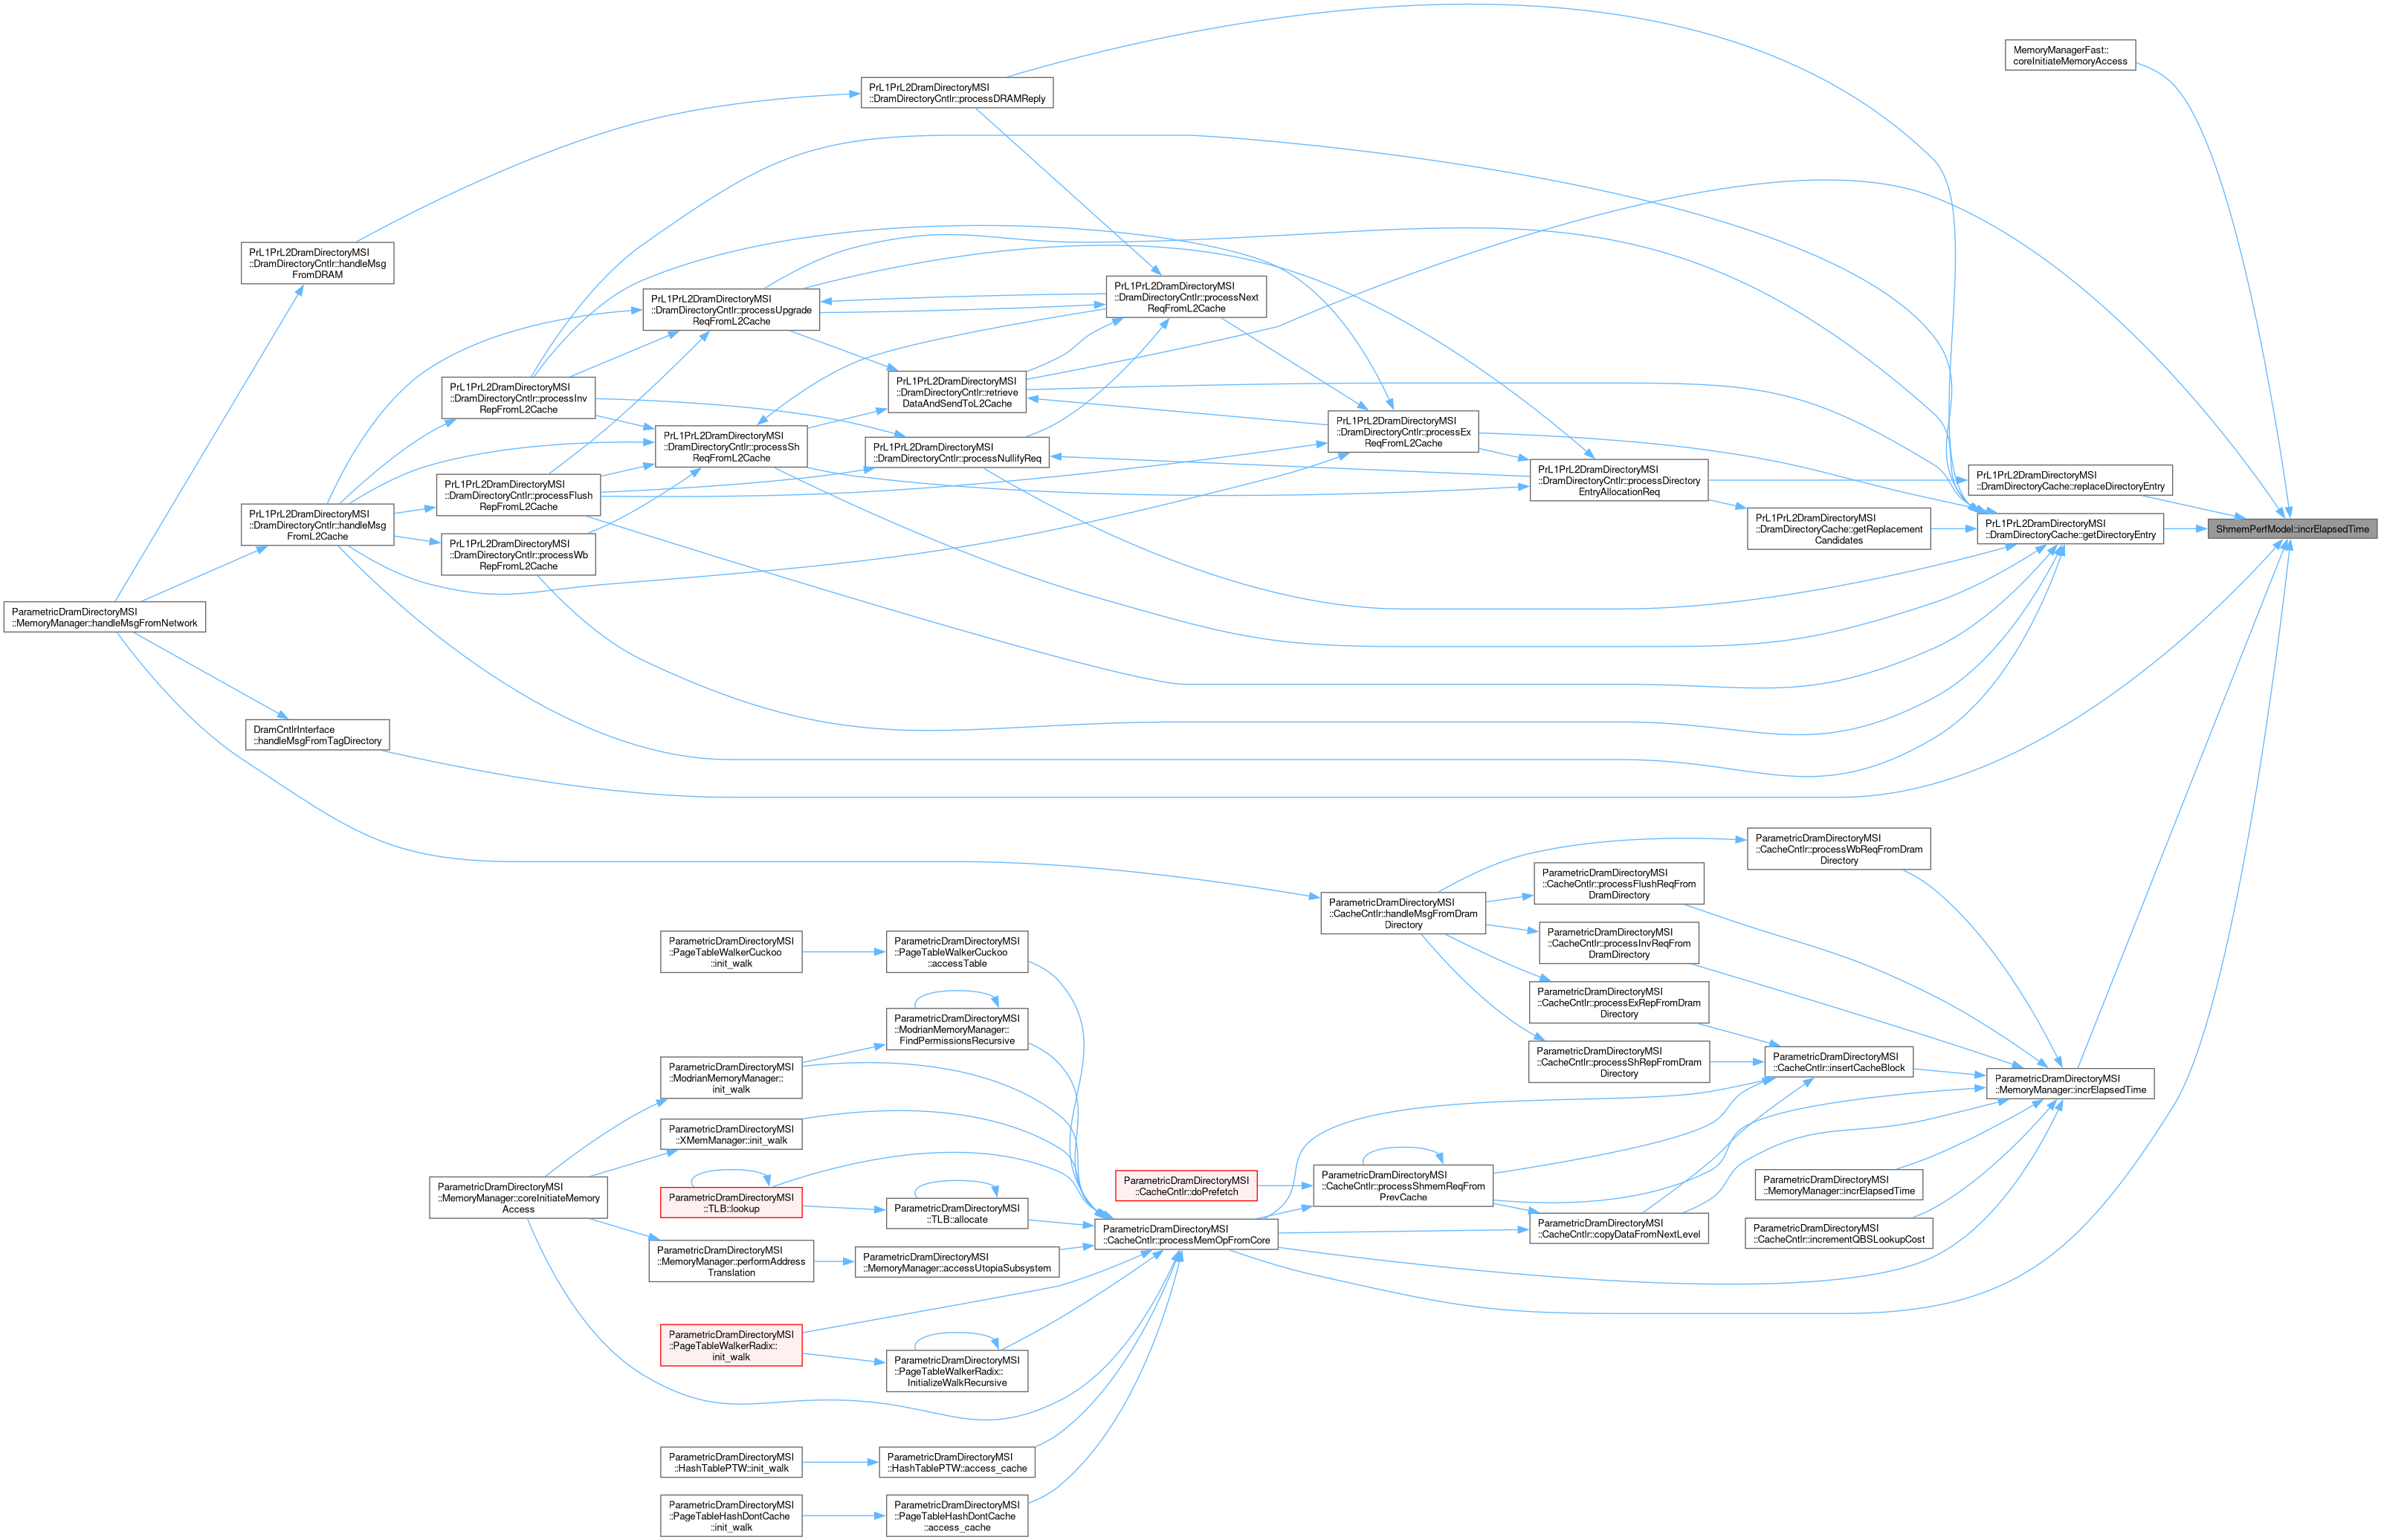 MemoryManagerFast::
coreInitiateMemoryAccess
PrL1PrL2DramDirectoryMSI
::DramDirectoryCntlr::processDRAMReply
PrL1PrL2DramDirectoryMSI
::DramDirectoryCntlr::handleMsg
FromDRAM
PrL1PrL2DramDirectoryMSI
::DramDirectoryCntlr::processNext
ReqFromL2Cache
PrL1PrL2DramDirectoryMSI
::DramDirectoryCntlr::processUpgrade
ReqFromL2Cache
PrL1PrL2DramDirectoryMSI
::DramDirectoryCntlr::processInv
RepFromL2Cache
PrL1PrL2DramDirectoryMSI
::DramDirectoryCntlr::retrieve
DataAndSendToL2Cache
PrL1PrL2DramDirectoryMSI
::DramDirectoryCntlr::processEx
ReqFromL2Cache
PrL1PrL2DramDirectoryMSI
::DramDirectoryCntlr::processSh
ReqFromL2Cache
PrL1PrL2DramDirectoryMSI
::DramDirectoryCntlr::processNullifyReq
PrL1PrL2DramDirectoryMSI
::DramDirectoryCntlr::processDirectory
EntryAllocationReq
PrL1PrL2DramDirectoryMSI
::DramDirectoryCache::replaceDirectoryEntry
PrL1PrL2DramDirectoryMSI
::DramDirectoryCntlr::processFlush
RepFromL2Cache
PrL1PrL2DramDirectoryMSI
::DramDirectoryCntlr::handleMsg
FromL2Cache
PrL1PrL2DramDirectoryMSI
::DramDirectoryCache::getReplacement
Candidates
PrL1PrL2DramDirectoryMSI
::DramDirectoryCache::getDirectoryEntry
ShmemPerfModel::incrElapsedTime
PrL1PrL2DramDirectoryMSI
::DramDirectoryCntlr::processWb
RepFromL2Cache
ParametricDramDirectoryMSI
::MemoryManager::handleMsgFromNetwork
DramCntlrInterface
::handleMsgFromTagDirectory
ParametricDramDirectoryMSI
::CacheCntlr::processWbReqFromDram
Directory
ParametricDramDirectoryMSI
::CacheCntlr::processFlushReqFrom
DramDirectory
ParametricDramDirectoryMSI
::CacheCntlr::handleMsgFromDram
Directory
ParametricDramDirectoryMSI
::CacheCntlr::processInvReqFrom
DramDirectory
ParametricDramDirectoryMSI
::PageTableWalkerCuckoo
::init_walk
ParametricDramDirectoryMSI
::PageTableWalkerCuckoo
::accessTable
ParametricDramDirectoryMSI
::CacheCntlr::processExRepFromDram
Directory
ParametricDramDirectoryMSI
::ModrianMemoryManager::
FindPermissionsRecursive
ParametricDramDirectoryMSI
::CacheCntlr::processShRepFromDram
Directory
ParametricDramDirectoryMSI
::CacheCntlr::insertCacheBlock
ParametricDramDirectoryMSI
::ModrianMemoryManager::
init_walk
ParametricDramDirectoryMSI
::MemoryManager::incrElapsedTime
ParametricDramDirectoryMSI
::XMemManager::init_walk
ParametricDramDirectoryMSI
::MemoryManager::coreInitiateMemory
Access
ParametricDramDirectoryMSI
::TLB::lookup
ParametricDramDirectoryMSI
::TLB::allocate
ParametricDramDirectoryMSI
::CacheCntlr::doPrefetch
ParametricDramDirectoryMSI
::CacheCntlr::processShmemReqFrom
PrevCache
ParametricDramDirectoryMSI
::MemoryManager::incrElapsedTime
ParametricDramDirectoryMSI
::CacheCntlr::processMemOpFromCore
ParametricDramDirectoryMSI
::CacheCntlr::copyDataFromNextLevel
ParametricDramDirectoryMSI
::CacheCntlr::incrementQBSLookupCost
ParametricDramDirectoryMSI
::MemoryManager::performAddress
Translation
ParametricDramDirectoryMSI
::MemoryManager::accessUtopiaSubsystem
ParametricDramDirectoryMSI
::PageTableWalkerRadix::
init_walk
ParametricDramDirectoryMSI
::PageTableWalkerRadix::
InitializeWalkRecursive
ParametricDramDirectoryMSI
::HashTablePTW::init_walk
ParametricDramDirectoryMSI
::HashTablePTW::access_cache
ParametricDramDirectoryMSI
::PageTableHashDontCache
::init_walk
ParametricDramDirectoryMSI
::PageTableHashDontCache
::access_cache